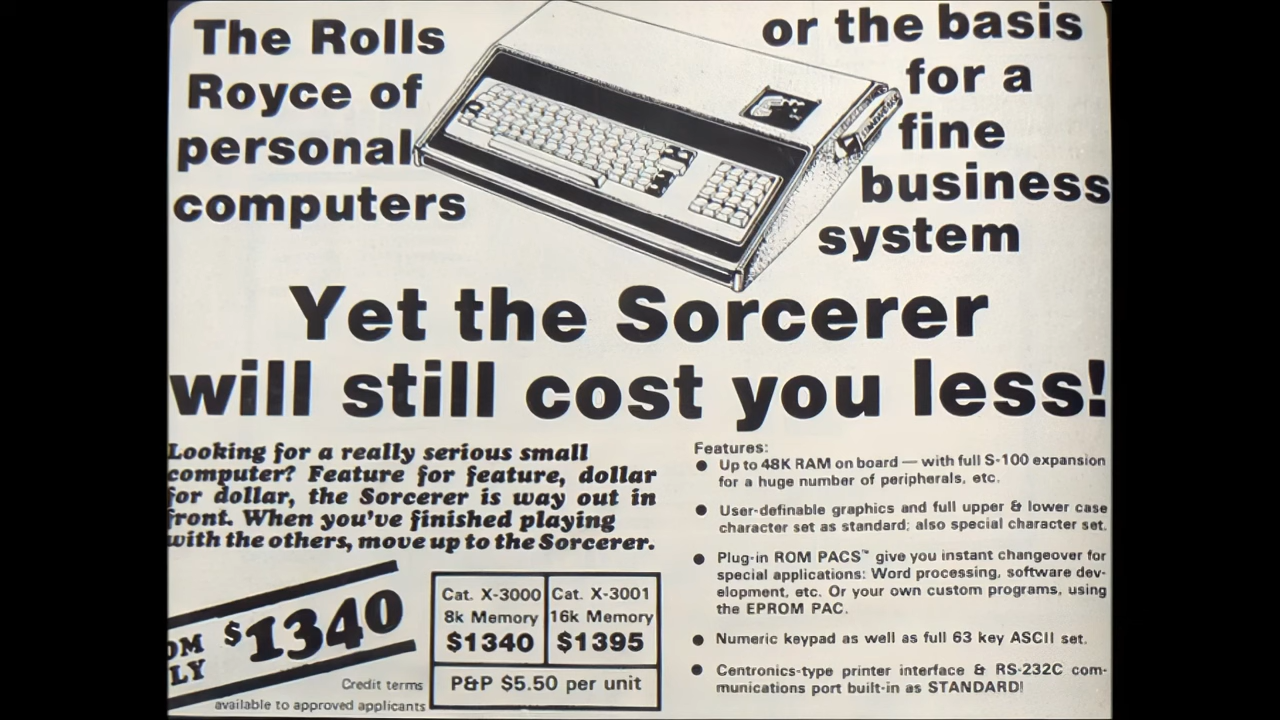 The Rolls
Royce of
personal
computers
or the basis
for a
fine
business
system
Yet the Sorcerer
will still cost you less!
Looking for a really serious small
computer? Feature for feature, dollar
for dollar, the Sorcerer is way out in
front. When you've finished playing
with the others, move up to the Sorcerer.
OM
LY
$1340
Credit terms
available to approved applicants
Cat. X-3000
8k Memory
$1340
Cat. X-3001
16k Memory
$1395
P&P $5.50 per unit
Features:
● Up to 48K RAM on board — with full S-100 expansion
for a huge number of peripherals, etc.
● User-definable graphics and full upper & lower case
character set as standard; also special character set.
● Plug-in ROM PACS™ give you instant changeover for
special applications: Word processing, software dev-
elopment, etc. Or your own custom programs, using
the EPROM PAC.
● Numeric keypad as well as full 63 key ASCII set.
● Centronics-type printer interface & RS-232C com-
munications port built-in as STANDARD!